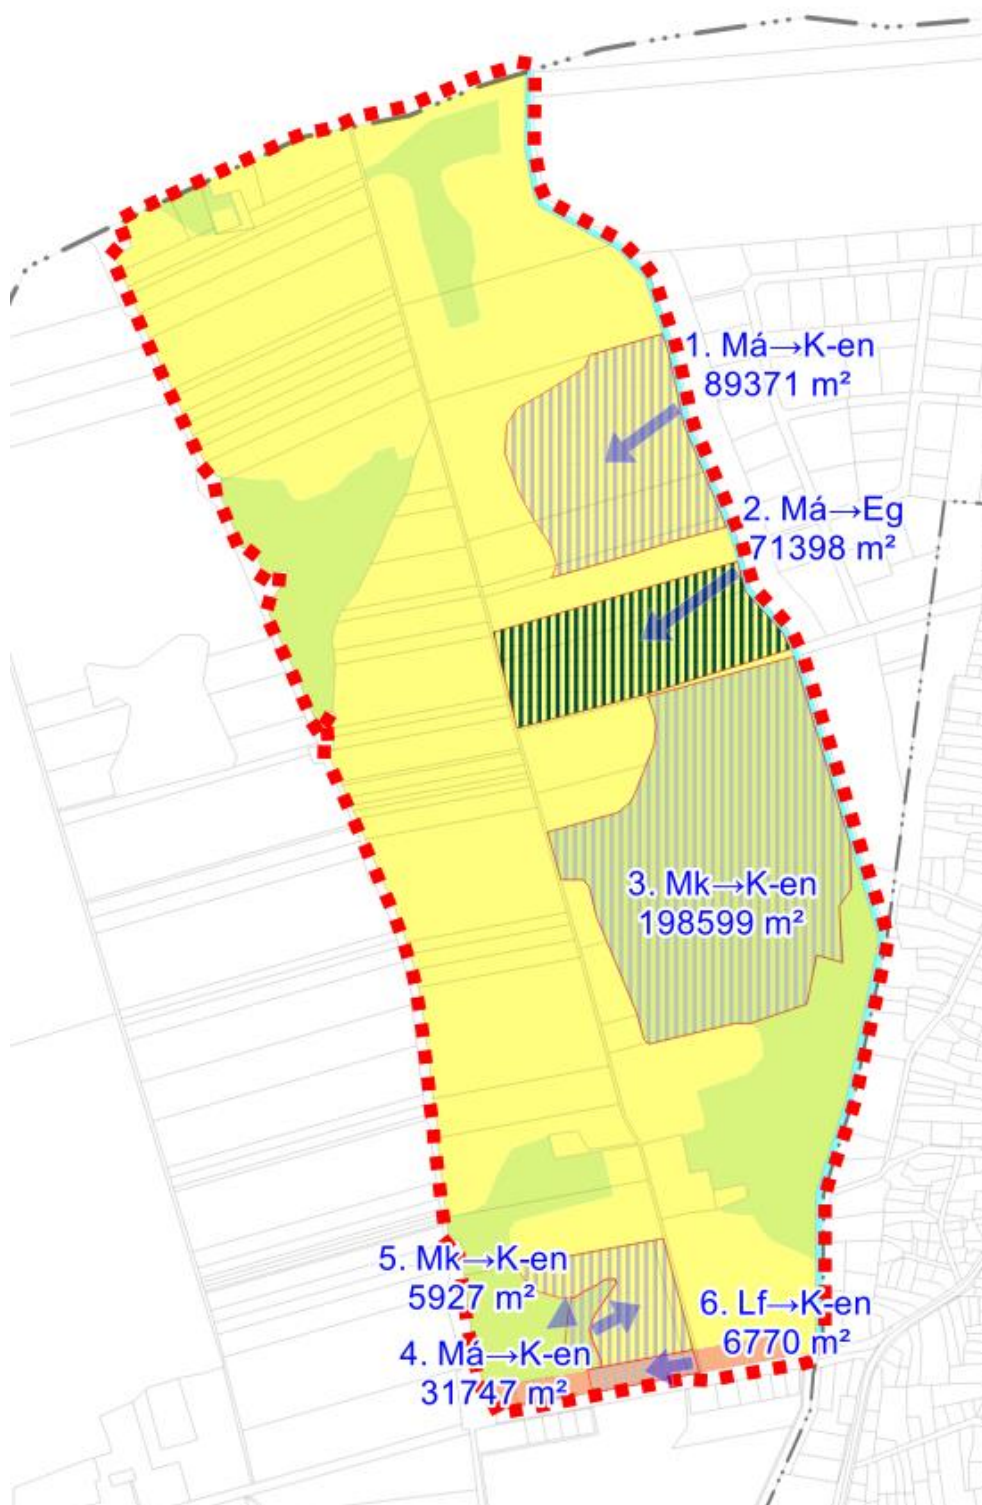 1. Má→K-en
89371 m²
2. Má→Eg
71398 m²
3. Mk→K-en
198599 m²
5. Mk→K-en
5927 m²
6. Lf→K-en
6770 m²
4. Má→K-en
31747 m²